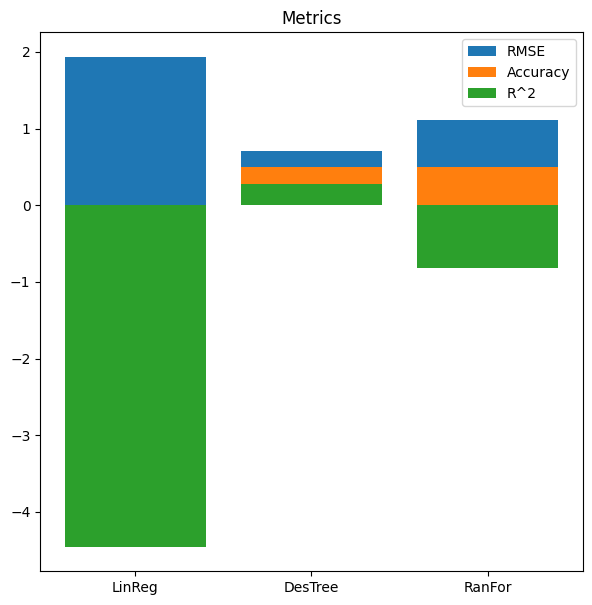 Metrics
RMSE
Accuracy
R^2
2
1
0
−1
−2
−3
−4
LinReg
DesTree
RanFor